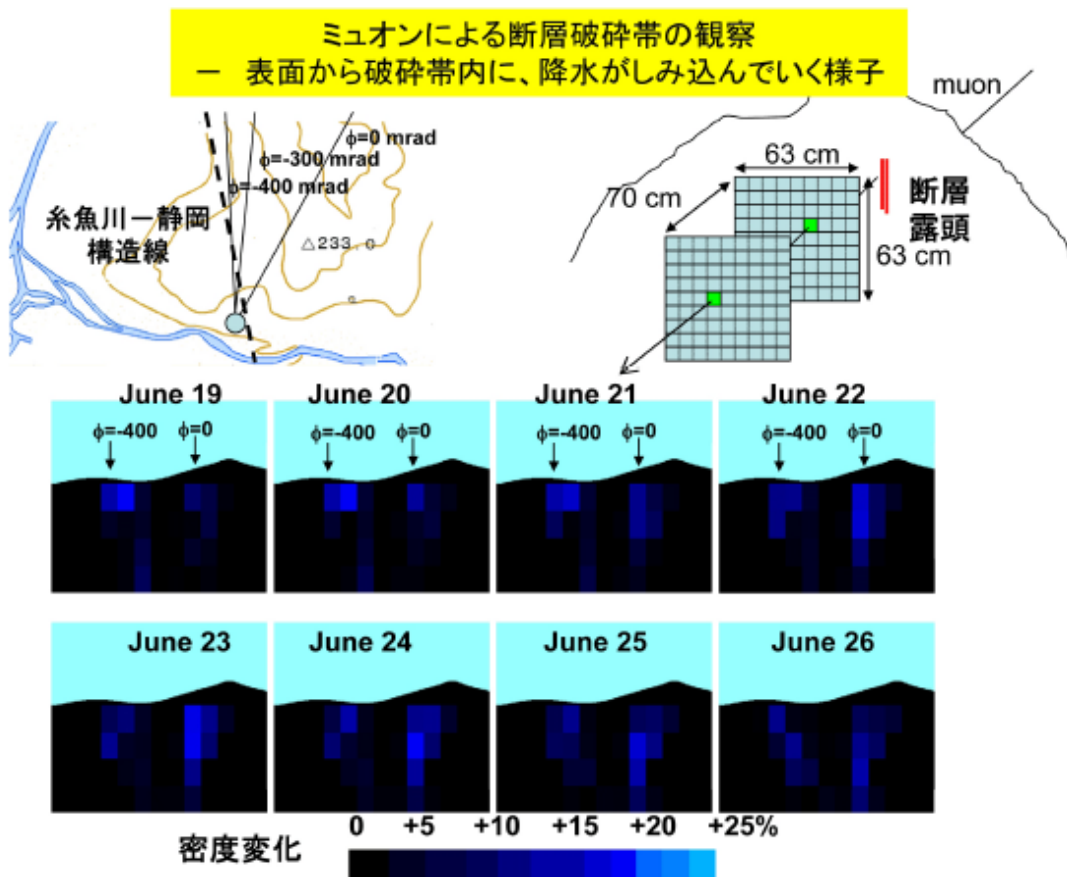 ミュオンによる断層破砕帯の観察
－ 表面から破砕帯内に、降水がしみ込んでいく様子
muon
ϕ=0 mrad
ϕ=-300 mrad
ϕ=-400 mrad
糸魚川－静岡
構造線
△233
63 cm
70 cm
断層
露頭
63 cm
June 19
June 20
June 21
June 22
ϕ=-400 ϕ=0
ϕ=-400 ϕ=0
ϕ=-400 ϕ=0
ϕ=-400 ϕ=0
June 23
June 24
June 25
June 26
0 +5 +10 +15 +20 +25%
密度変化